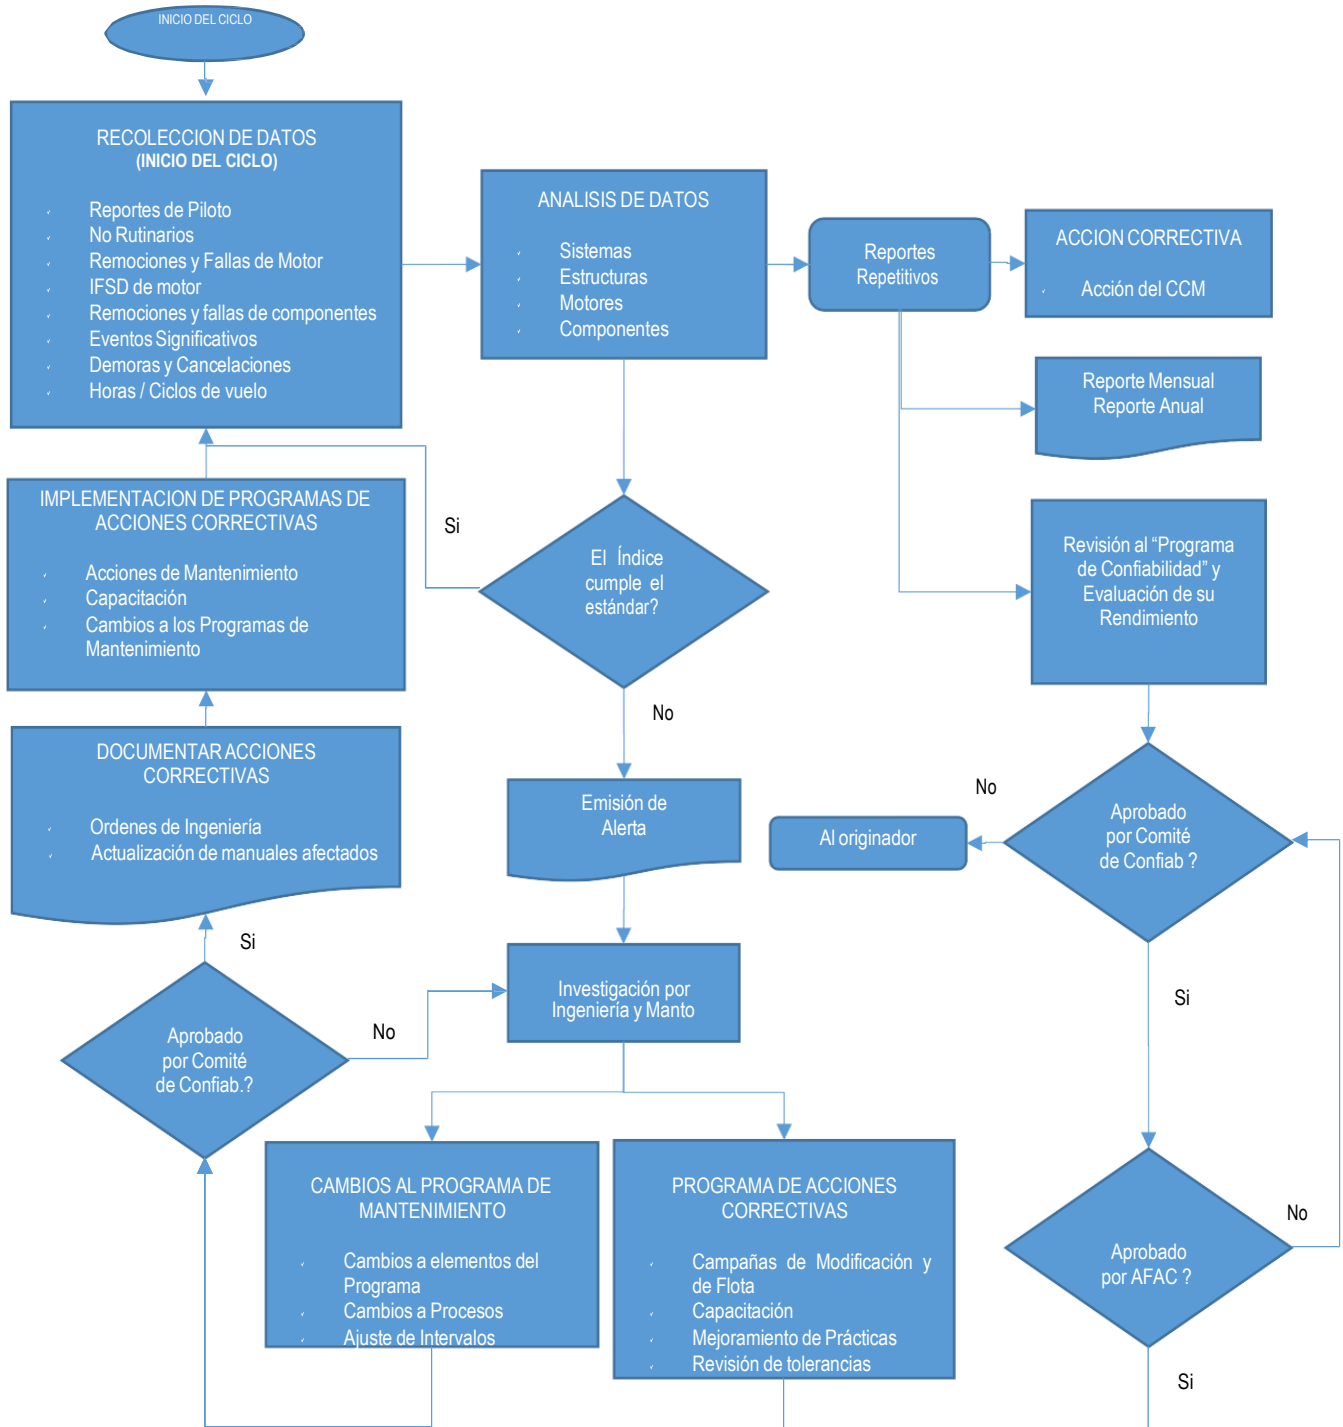 INICIO DEL CICLO
RECOLECCION DE DATOS
(INICIO DEL CICLO)
Reportes de Piloto
No Rutinarios
Remociones y Fallas de Motor
IFSD de motor
Remociones y fallas de componentes
Eventos Significativos
Demoras y Cancelaciones
Horas / Ciclos de vuelo
ANALISIS DE DATOS
Sistemas
Estructuras
Motores
Componentes
Reportes
Repetitivos
ACCION CORRECTIVA
Acción del CCM
Reporte Mensual
Reporte Anual
IMPLEMENTACION DE PROGRAMAS DE
ACCIONES CORRECTIVAS
Acciones de Mantenimiento
Capacitación
Cambios a los Programas de
Mantenimiento
Si
El Índice
cumple el
estándar?
Revisión al “Programa
de Confiabilidad” y
Evaluación de su
Rendimiento
No
DOCUMENTAR ACCIONES
CORRECTIVAS
Ordenes de Ingeniería
Actualización de manuales afectados
Emisión de
Alerta
No
Al originador
Aprobado
por Comité
de Confiab ?
Si
Aprobado
por Comité
de Confiab.?
No
Investigación por
Ingeniería y Manto
Si
CAMBIOS AL PROGRAMA DE
MANTENIMIENTO
Cambios a elementos del
Programa
Cambios a Procesos
Ajuste de Intervalos
PROGRAMA DE ACCIONES
CORRECTIVAS
Campañas de Modificación y
de Flota
Capacitación
Mejoramiento de Prácticas
Revisión de tolerancias
Aprobado
por AFAC ?
No
Si